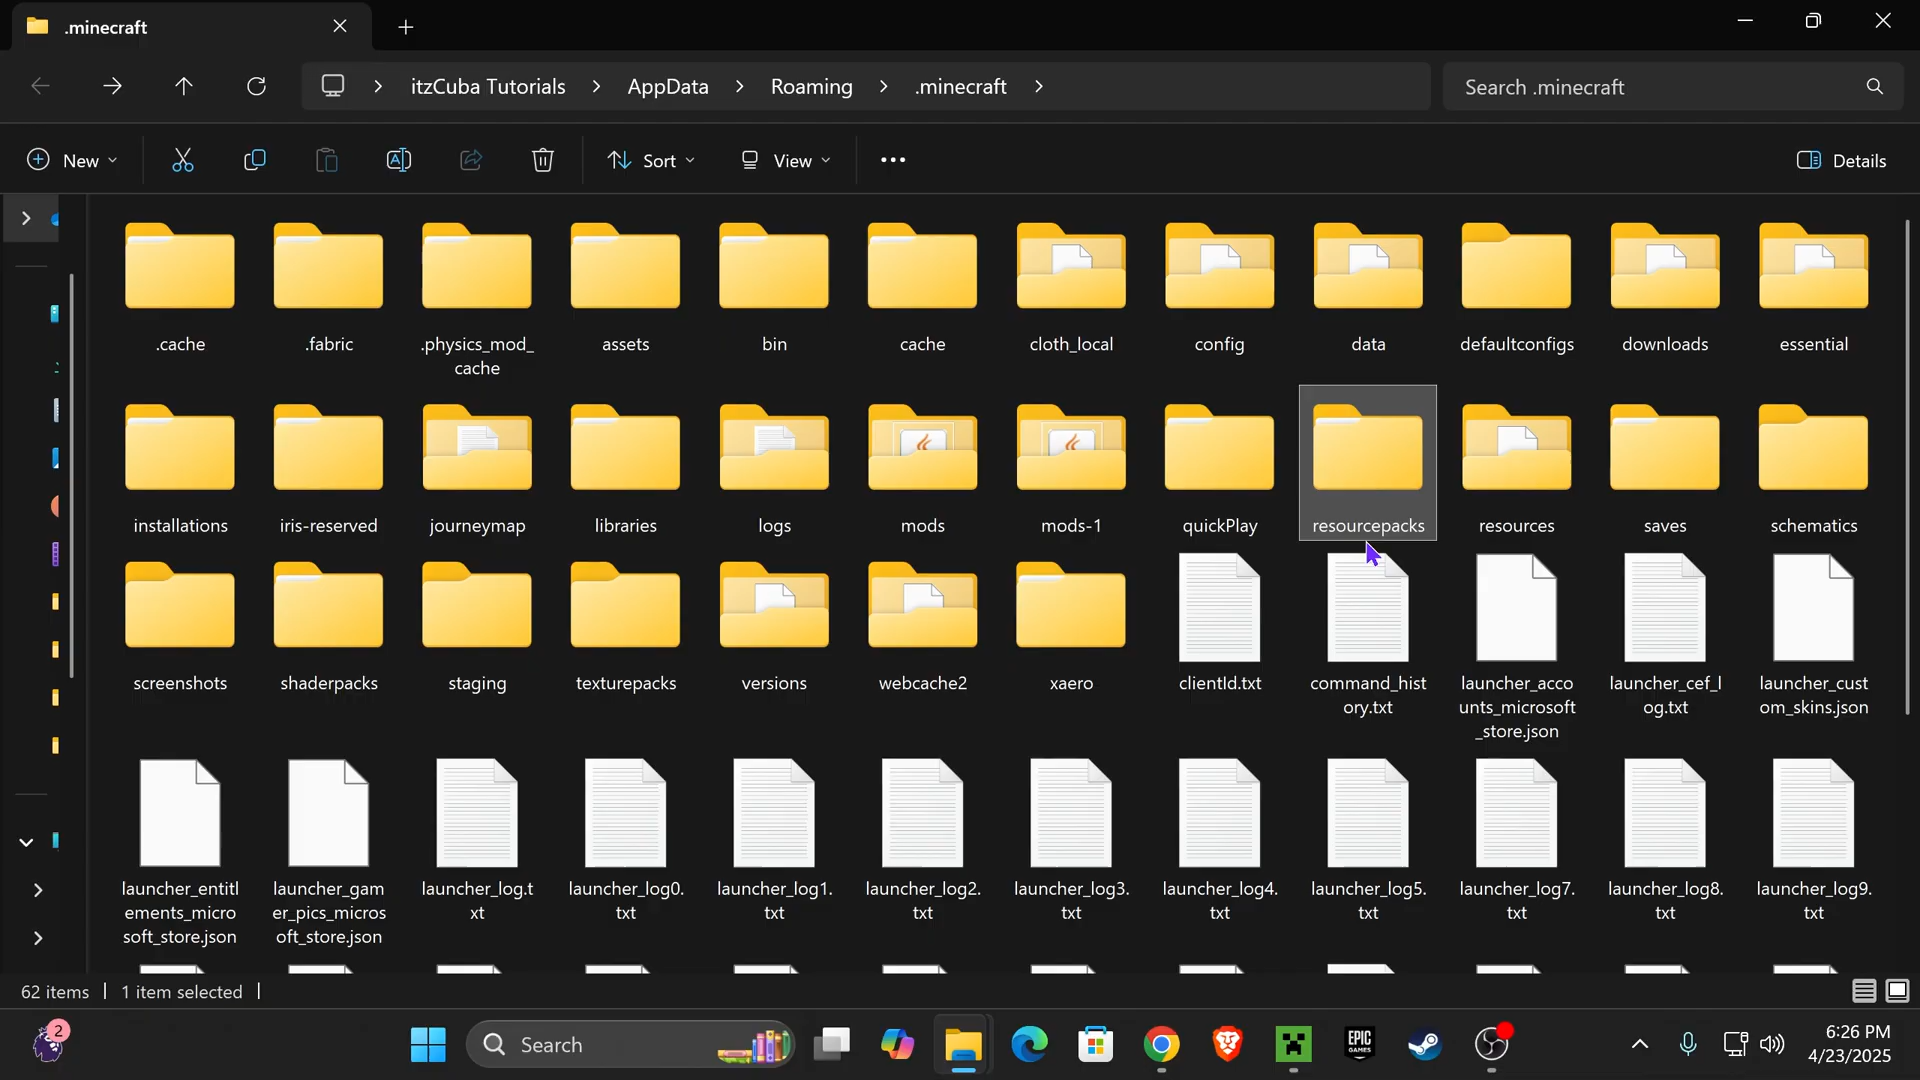 .minecraft
itzCuba Tutorials > AppData > Roaming > .minecraft >
Search .minecraft
New
Sort
View
Details
.cache
.fabric
.physics_mod_
cache
assets
bin
cache
cloth_local
config
data
defaultconfigs
downloads
essential
installations
iris-reserved
journeymap
libraries
logs
mods
mods-1
quickPlay
resourcepacks
resources
saves
schematics
screenshots
shaderpacks
staging
texturepacks
versions
webcache2
xaero
clientId.txt
command_hist
ory.txt
launcher_acco
unts_microsoft
_store.json
launcher_cef_l
og.txt
launcher_cust
om_skins.json
launcher_entitl
ements_micro
soft_store.json
launcher_gam
er_pics_micros
oft_store.json
launcher_log.t
xt
launcher_log0.
txt
launcher_log1.
txt
launcher_log2.
txt
launcher_log3.
txt
launcher_log4.
txt
launcher_log5.
txt
launcher_log7.
txt
launcher_log8.
txt
launcher_log9.
txt
62 items
1 item selected
2
Search
EPIC
GAMES
6:26 PM
4/23/2025